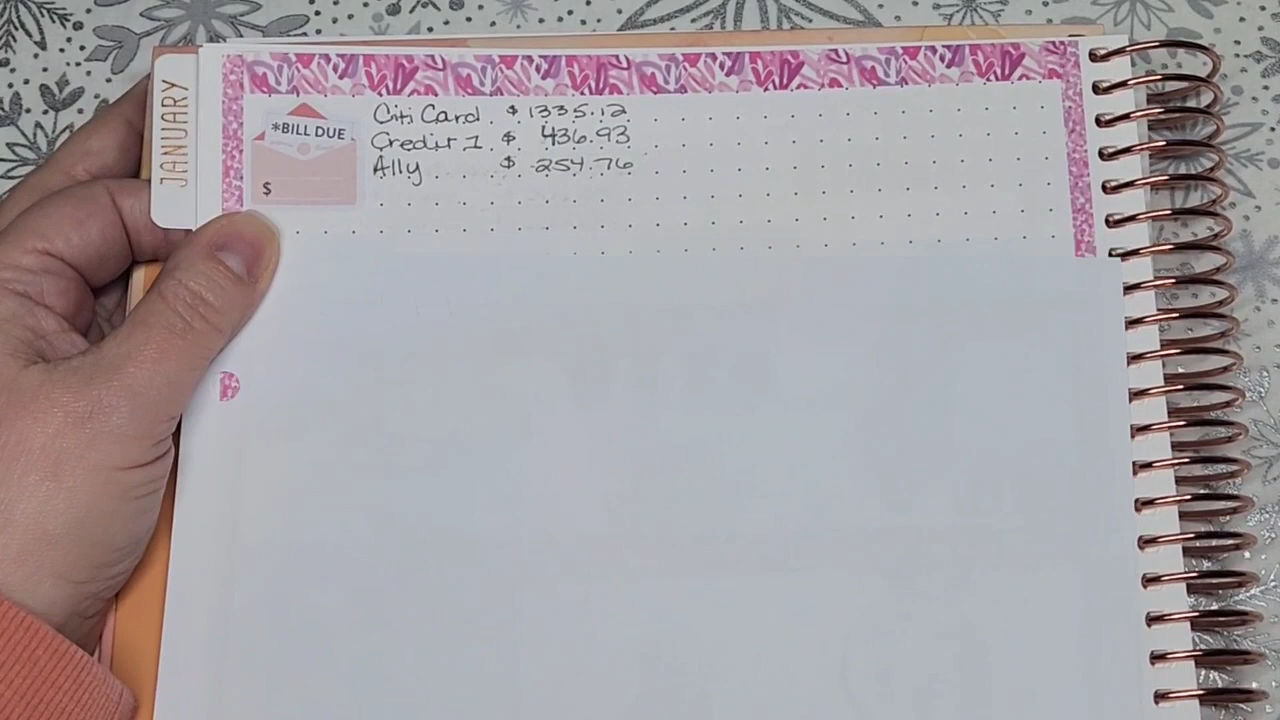 JANUARY
*BILL DUE
$
Citi Card $ 1335.12
Credit 1 $ 436.93
Ally $ 254.76